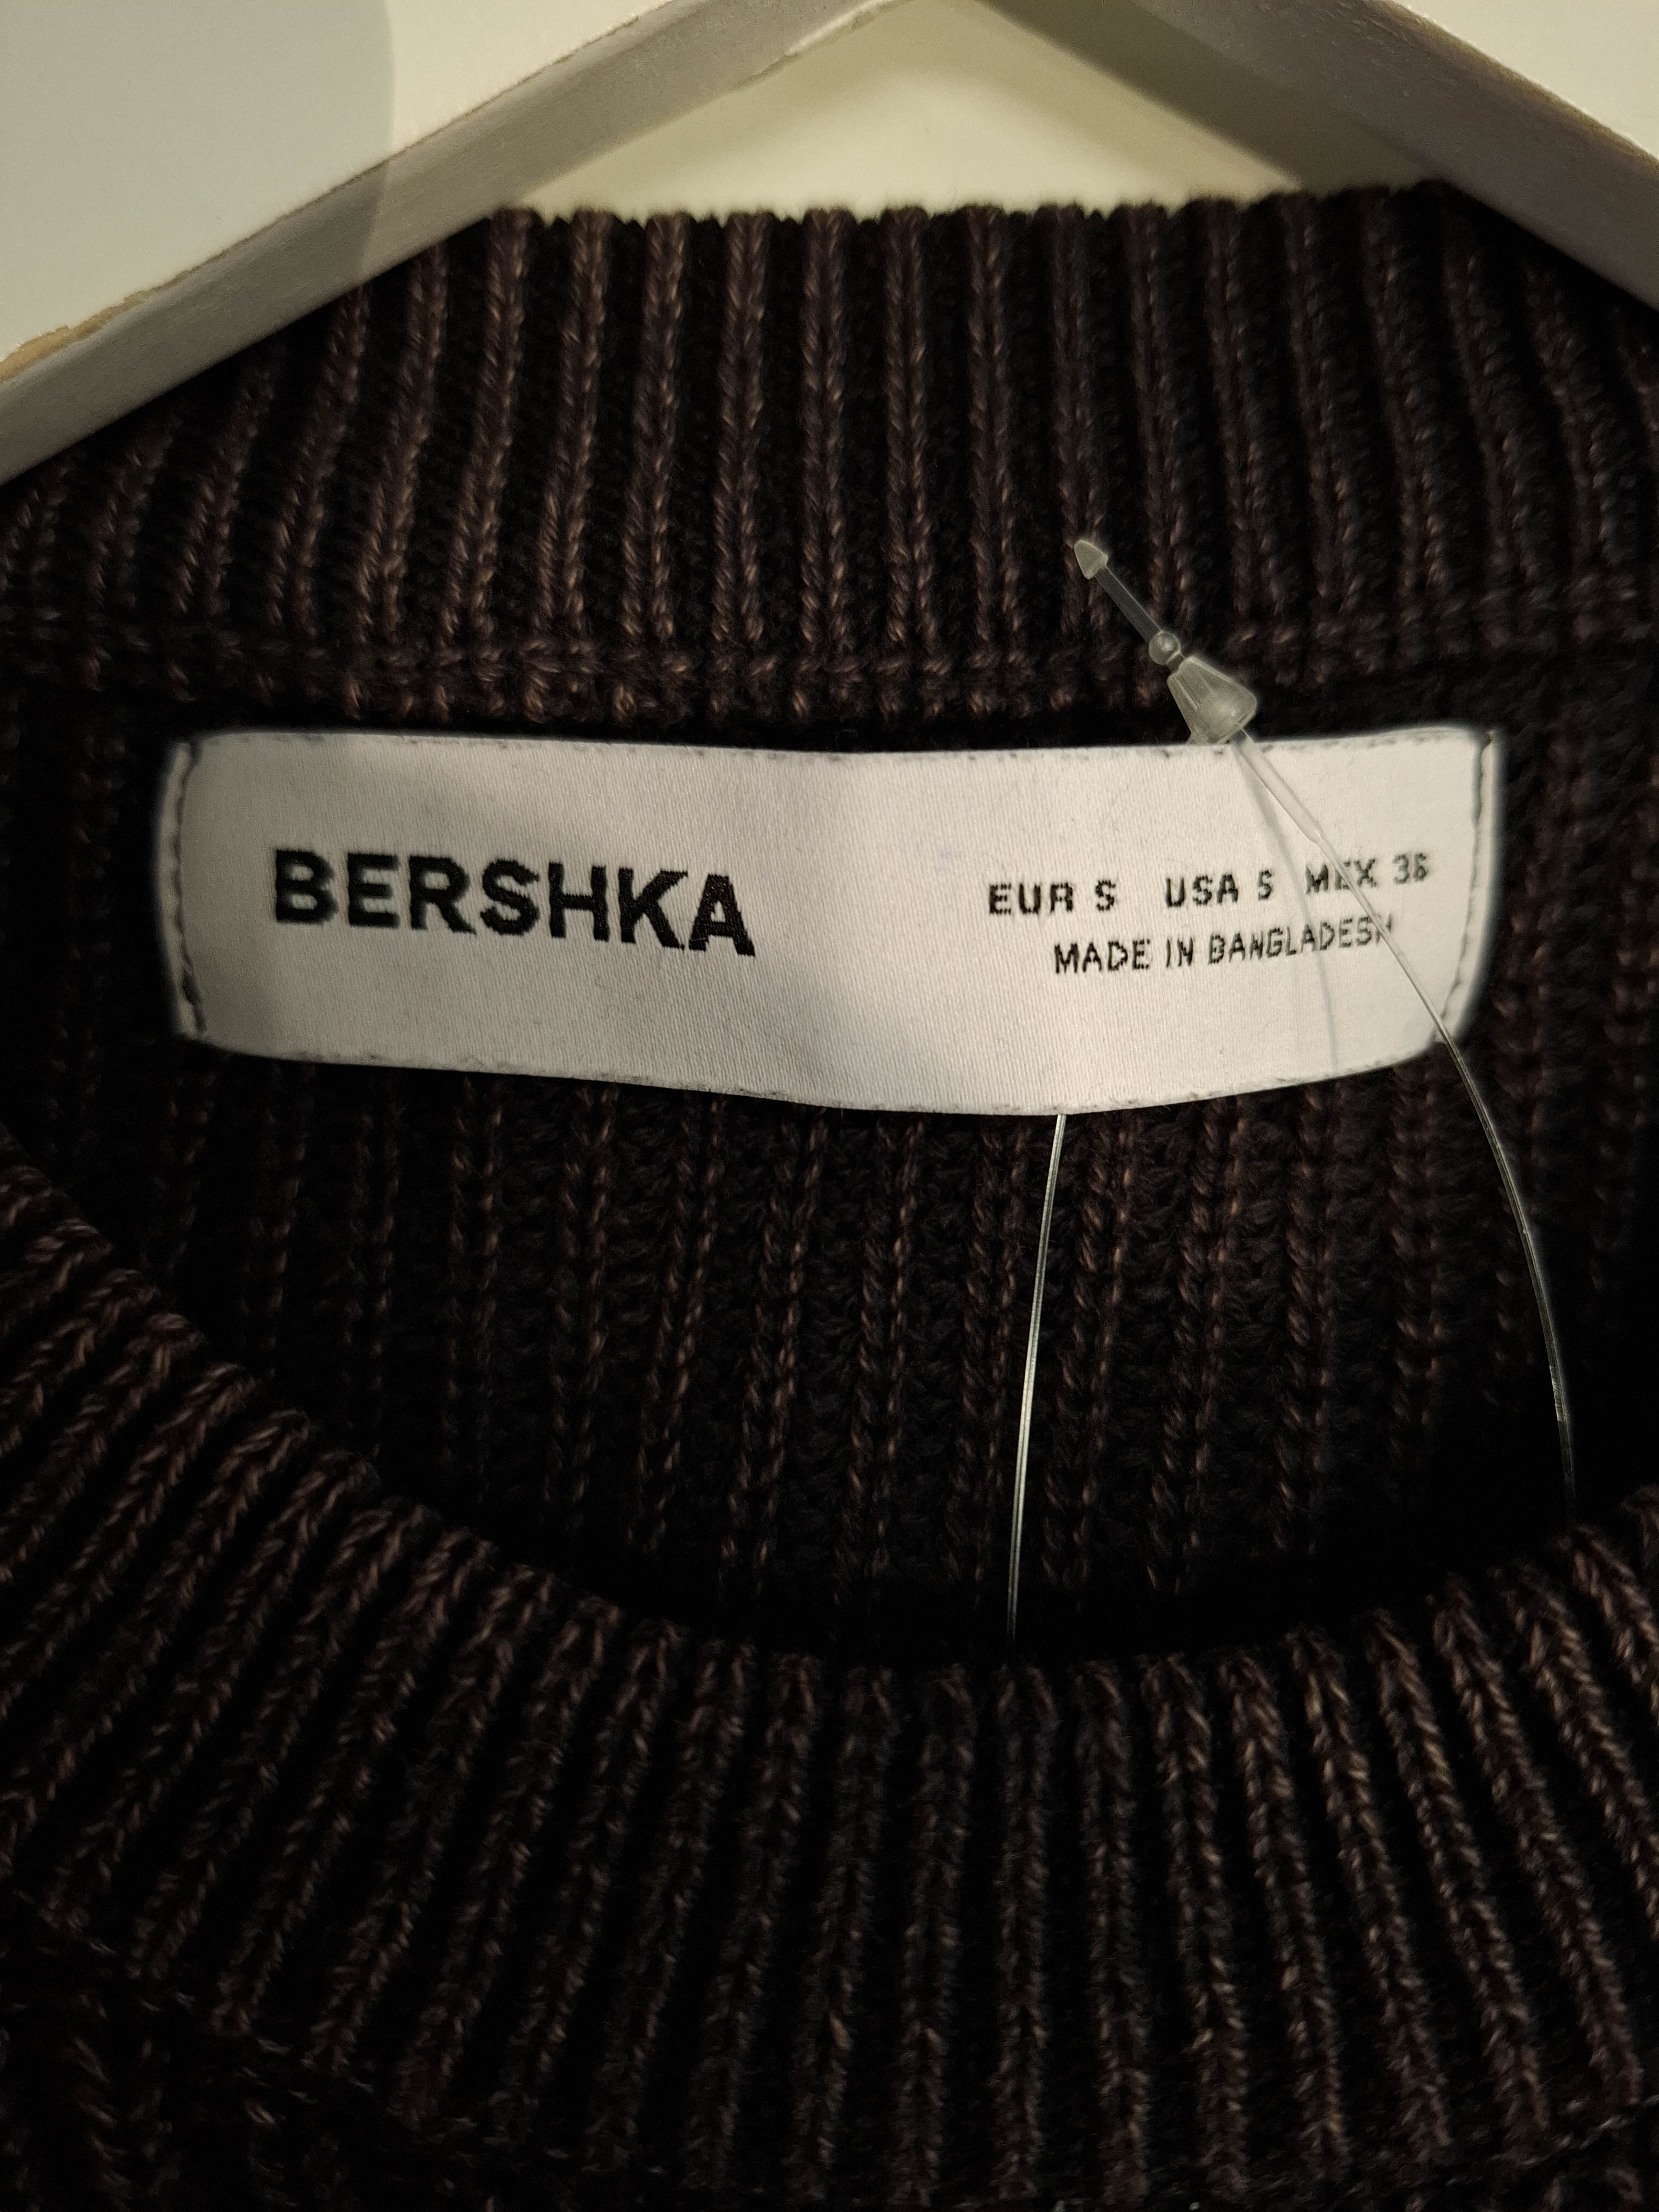 BERSHKA
EUR S USA S MEX 36
MADE IN BANGLADESH